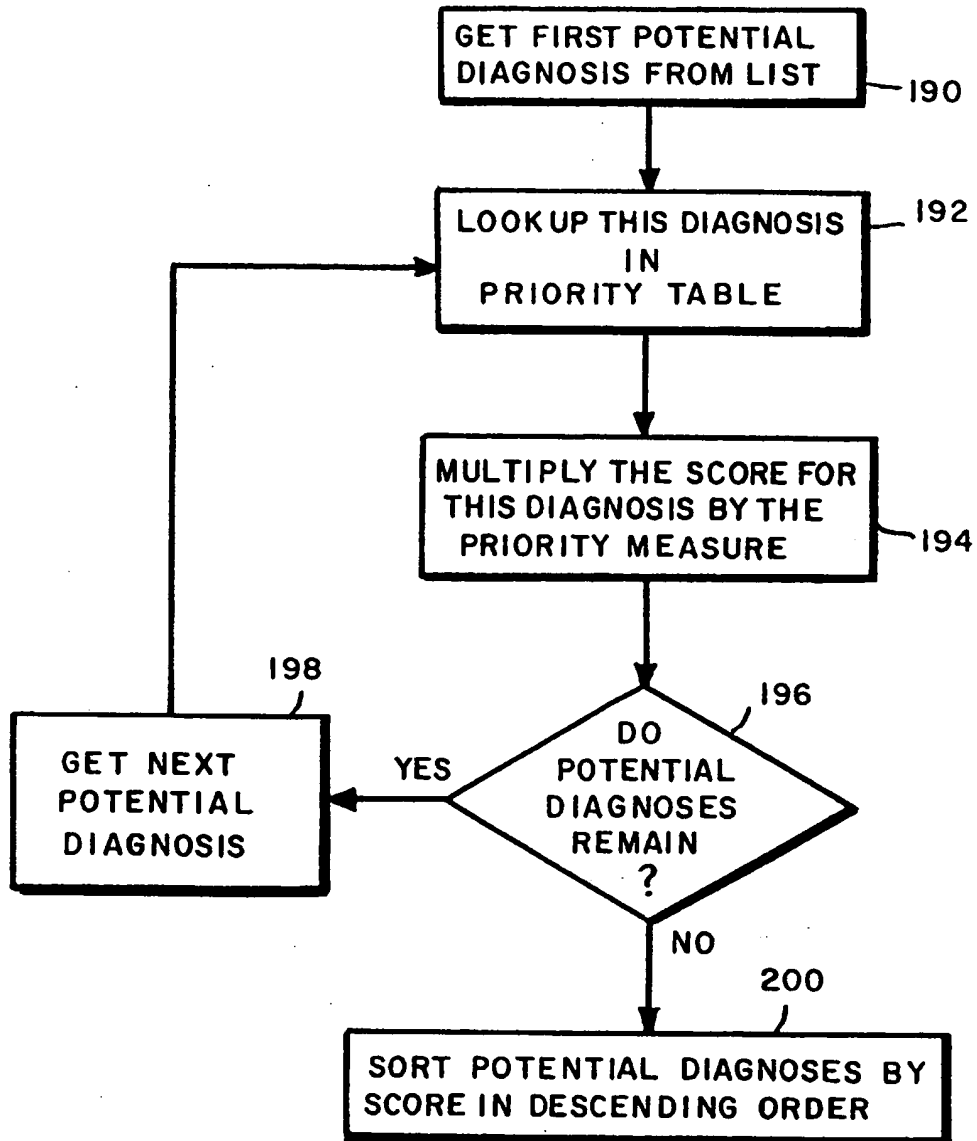 GET FIRST POTENTIAL
DIAGNOSIS FROM LIST
190
LOOKUP THIS DIAGNOSIS
IN
PRIORITY TABLE
192
MULTIPLY THE SCORE FOR
THIS DIAGNOSIS BY THE
PRIORITY MEASURE
194
198
196
GET NEXT
POTENTIAL
DIAGNOSIS
YES
DO
POTENTIAL
DIAGNOSES
REMAIN
?
NO
200
SORT POTENTIAL DIAGNOSES BY
SCORE IN DESCENDING ORDER